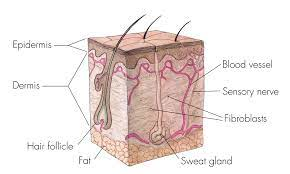 Epidermis
Dermis
Hair follicle
Fat
Blood vessel
Sensory nerve
Fibroblasts
Sweat gland